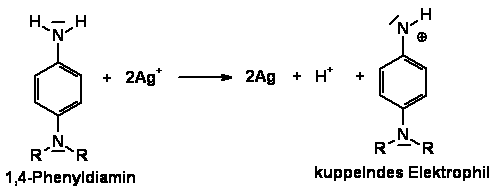 H H
N
+ 2Ag⁺ → 2Ag + H⁺ +
N
R R
1,4-Phenyldiamin
H
N
⊕
N
R R
kuppelndes Elektrophil